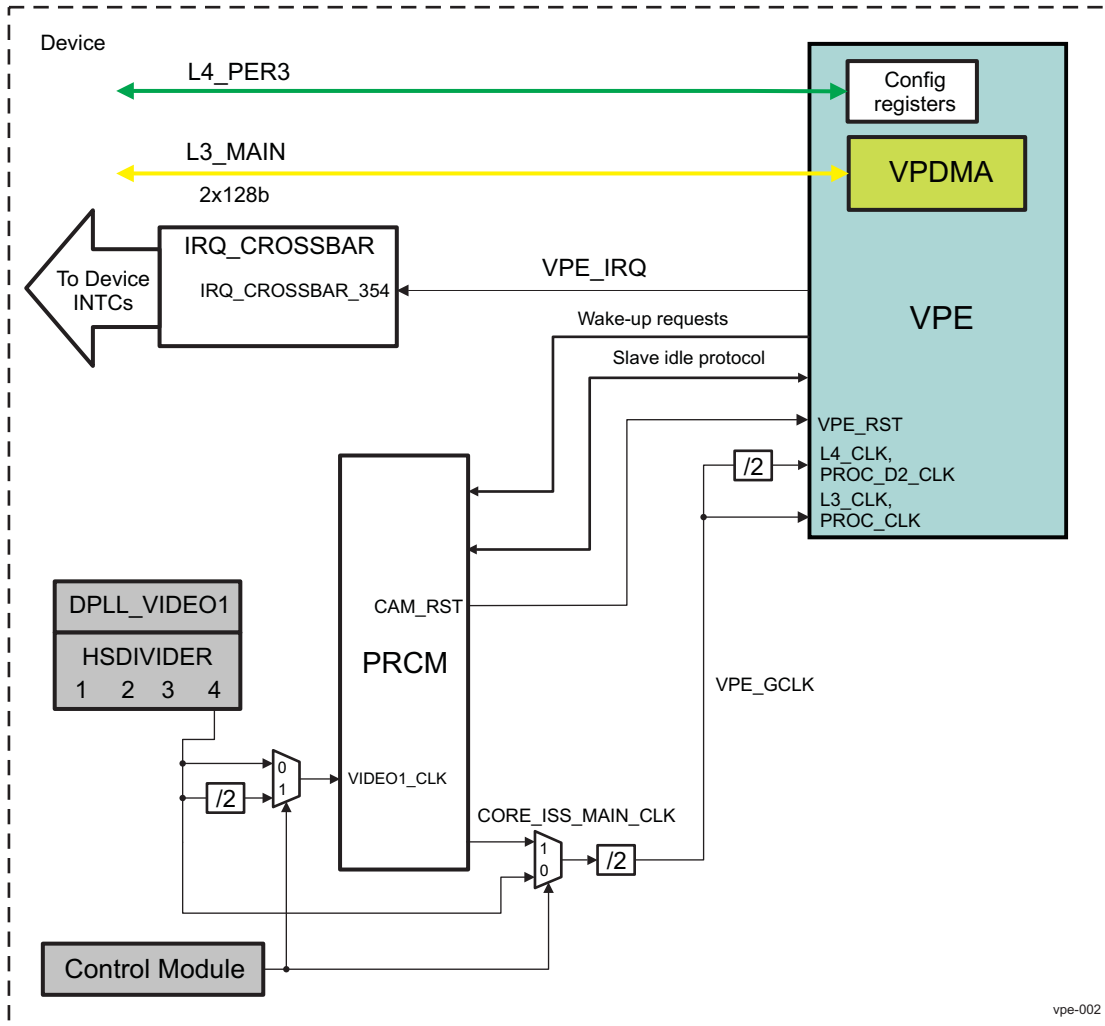 Device
L4_PER3
Config
registers
L3_MAIN
VPDMA
2x128b
IRQ_CROSSBAR
VPE_IRQ
To Device
INTCs
IRQ_CROSSBAR_354
VPE
Wake-up requests
Slave idle protocol
VPE_RST
L4_CLK,
PROC_D2_CLK
/2
L3_CLK,
PROC_CLK
DPLL_VIDEO1
CAM_RST
HSDIVIDER
1 2 3 4
PRCM
VPE_GCLK
0
1
/2
VIDEO1_CLK
CORE_ISS_MAIN_CLK
1
0
/2
Control Module
vpe-002